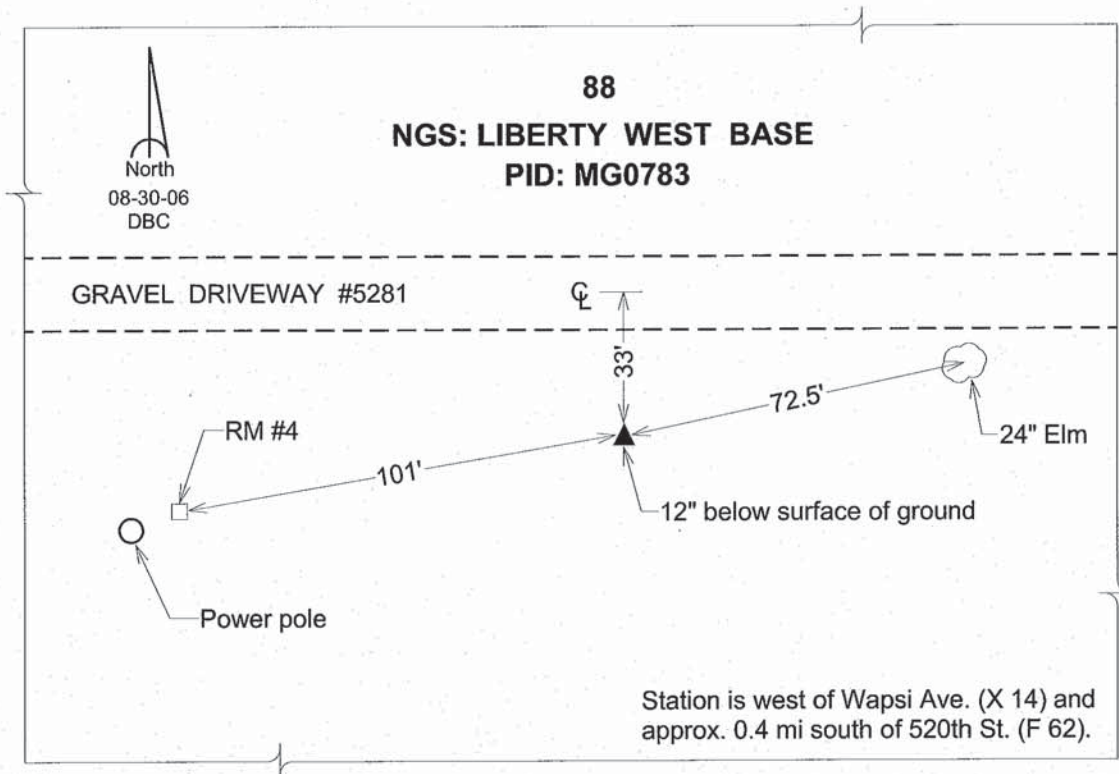 88
NGS: LIBERTY WEST BASE
PID: MG0783
North
08-30-06
DBC
GRAVEL DRIVEWAY #5281
℄
33'
72.5'
24" Elm
RM #4
101'
12" below surface of ground
Power pole
Station is west of Wapsi Ave. (X 14) and
approx. 0.4 mi south of 520th St. (F 62).